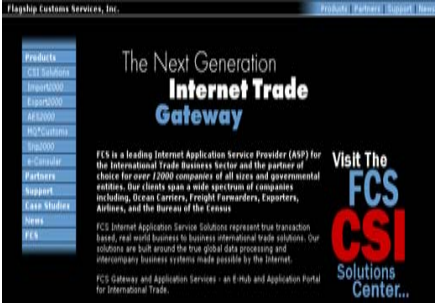 Flagship Customs Services, Inc.
Products | Partners | Support | News
Products
CSI Solutions
Import2000
Export2000
AES2000
HQ*Customs
Snp2000
e-Consular
Partners
Support
Case Studies
News
FCS
The Next Generation
Internet Trade
Gateway
FCS is a leading Internet Application Service Provider (ASP) for
the International Trade Business Sector and the partner of
choice for over 12000 companies of all sizes and governmental
entities. Our clients span a wide spectrum of companies
including, Ocean Carriers, Freight Forwarders, Exporters,
Airlines, and the Bureau of the Census
FCS Internet Application Service Solutions represent true transaction
based, real world business to business international trade solutions. Our
solutions are built around the true global data processing and
intercompany business systems made possible by the Internet.
FCS Gateway and Application Services - an E-Hub and Application Portal
for International Trade.
Visit The
FCS
CSI
Solutions
Center...